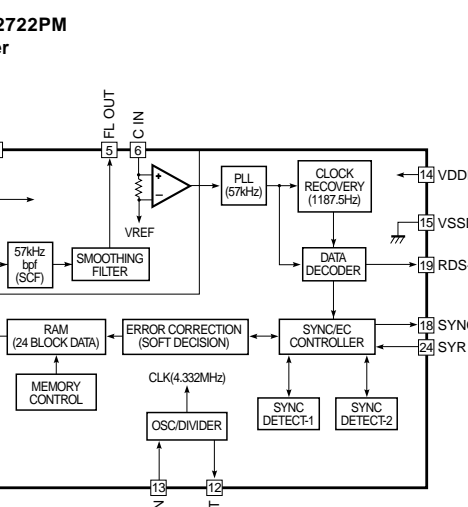 2722PM
er
FL OUT
C IN
5
6
+
−
VREF
PLL
(57kHz)
CLOCK
RECOVERY
(1187.5Hz)
14 VDD
15 VSS
57kHz
bpf
(SCF)
SMOOTHING
FILTER
DATA
DECODER
19 RDS
RAM
(24 BLOCK DATA)
ERROR CORRECTION
(SOFT DECISION)
SYNC/EC
CONTROLLER
18 SYN
24 SYR
MEMORY
CONTROL
CLK(4.332MHz)
OSC/DIVIDER
SYNC
DETECT-1
SYNC
DETECT-2
13
12
N
T